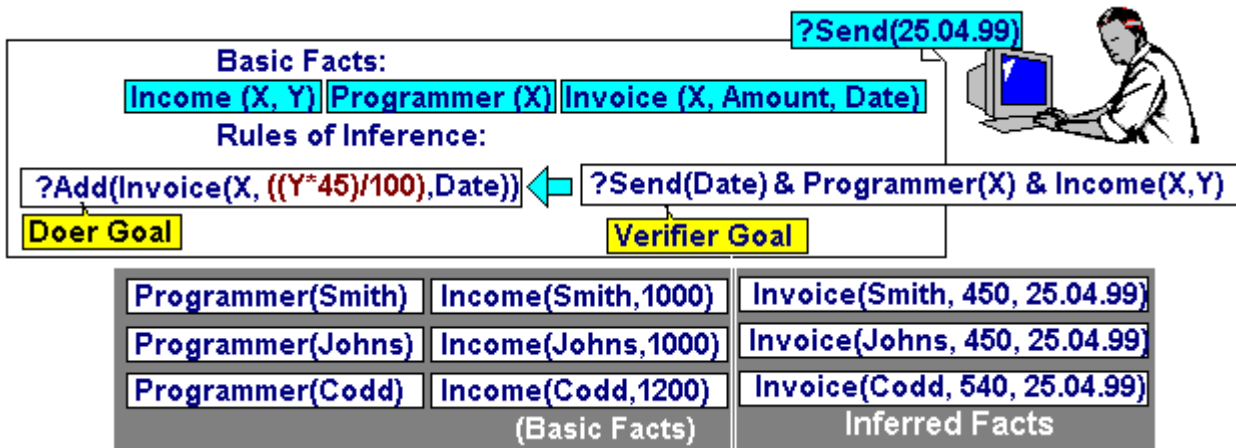 ?Send(25.04.99)
Basic Facts:
Income (X, Y) Programmer (X) Invoice (X, Amount, Date)
Rules of Inference:
?Add(Invoice(X, ((Y*45)/100),Date)) ?Send(Date) & Programmer(X) & Income(X,Y)
Doer Goal Verifier Goal
Programmer(Smith) Income(Smith,1000) Invoice(Smith, 450, 25.04.99)
Programmer(Johns) Income(Johns,1000) Invoice(Johns, 450, 25.04.99)
Programmer(Codd) Income(Codd,1200) Invoice(Codd, 540, 25.04.99)
(Basic Facts) Inferred Facts